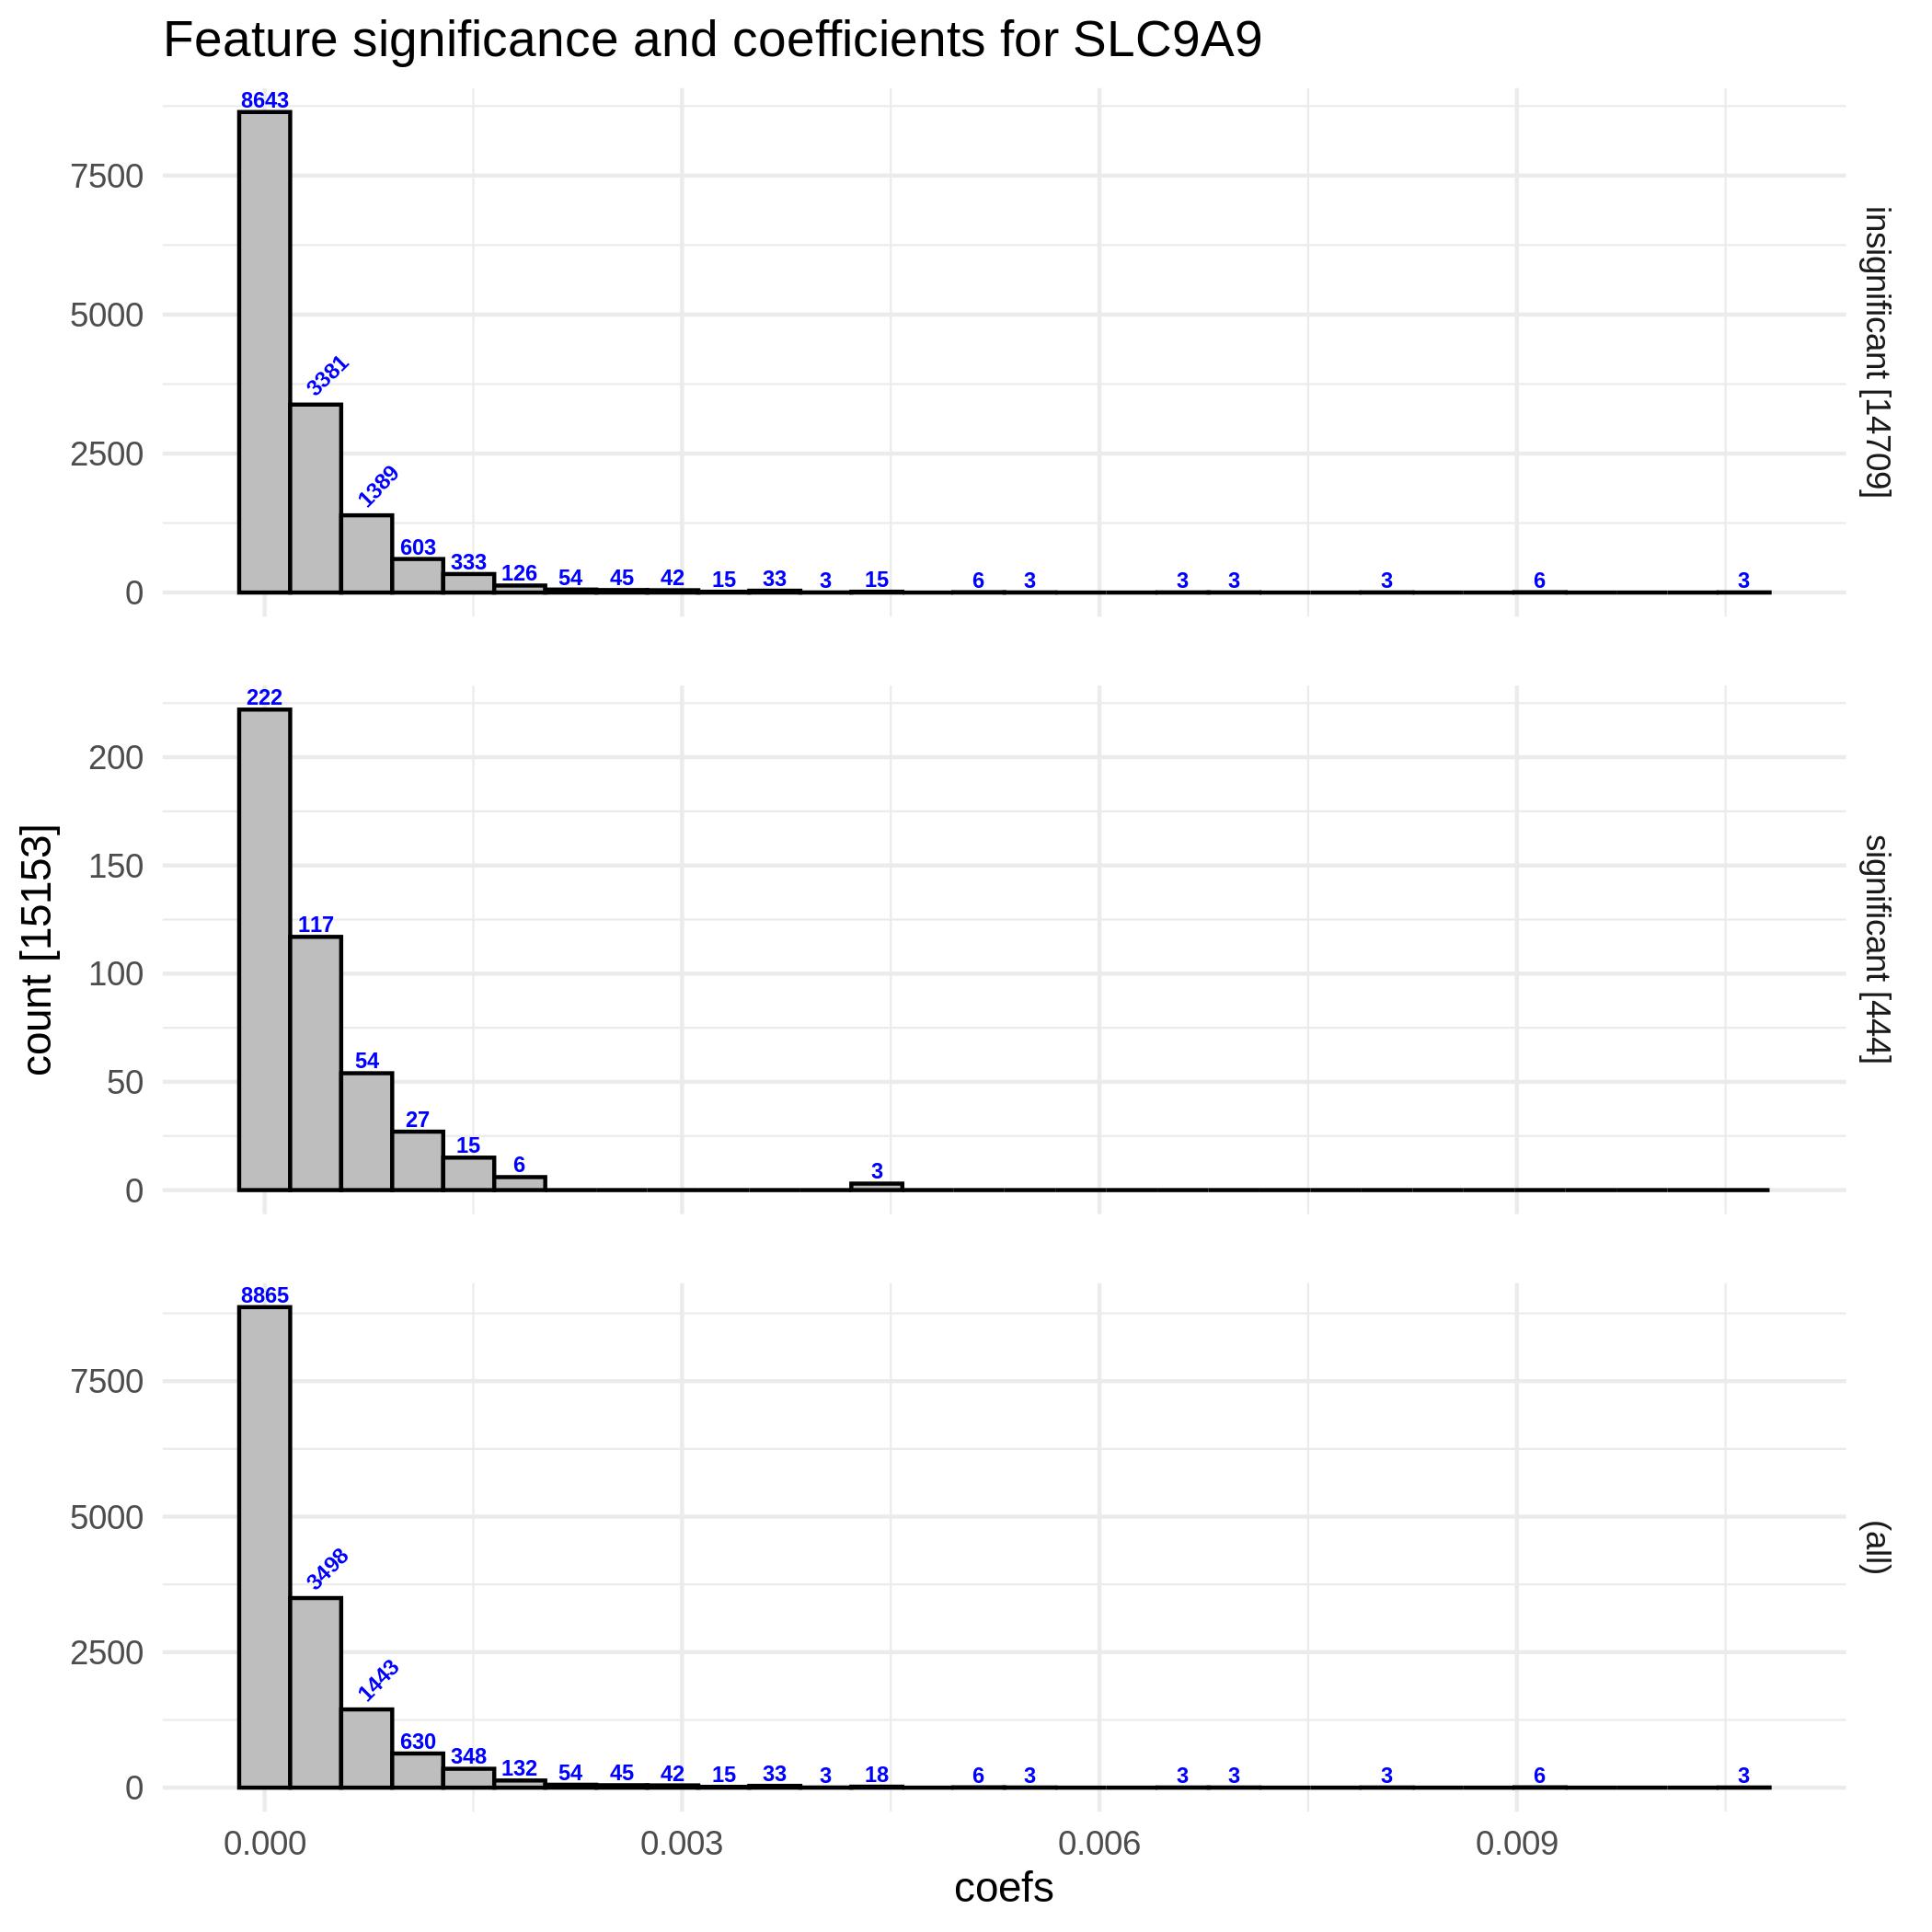 Feature significance and coefficients for SLC9A9
8643
3381
1389
603 333 126 54 45 42 15 33 3 15 6 3 3 3 3 6 3
7500
5000
2500
0
insignificant [14709]
222
117
54
27
15
6
3
200
150
100
50
0
significant [444]
count [15153]
8865
3498
1443
630 348 132 54 45 42 15 33 3 18 6 3 3 3 3 6 3
7500
5000
2500
0
(all)
0.000 0.003 0.006 0.009
coefs